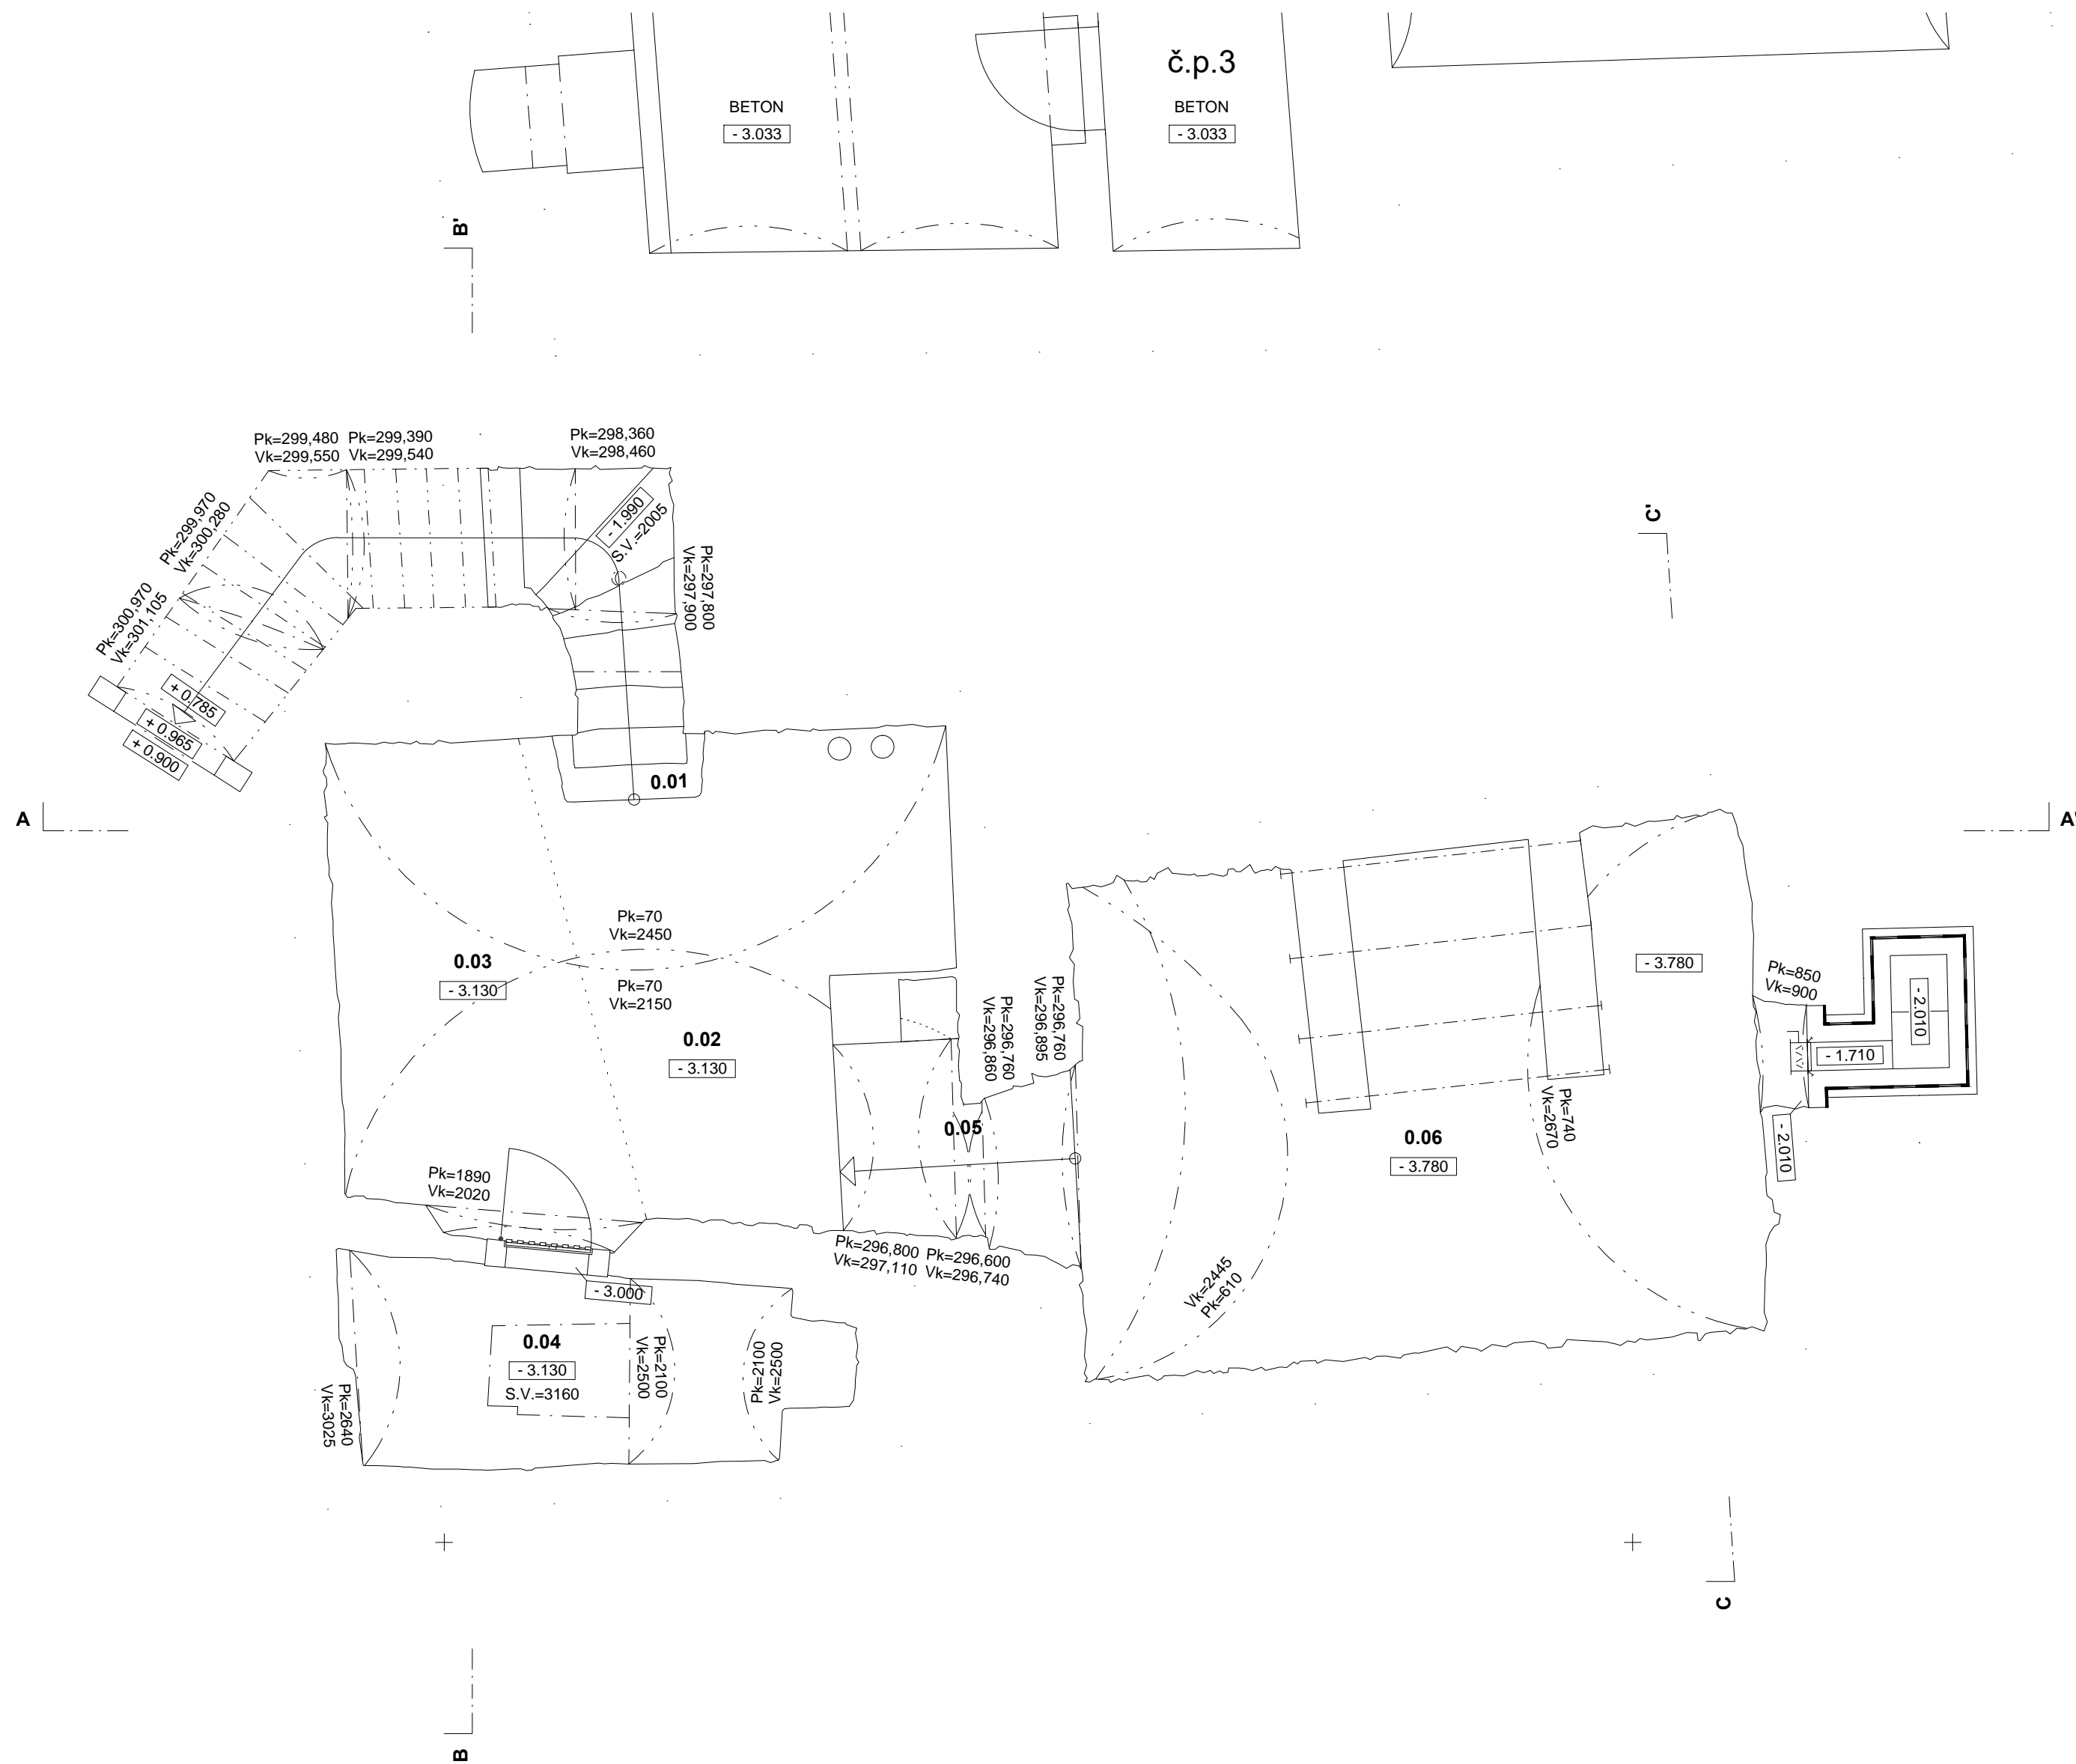 č.p.3
BETON
- 3.033
BETON
- 3.033
B'
Pk=299,480
Vk=299,550
Pk=299,390
Vk=299,540
Pk=298,360
Vk=298,460
Pk=299,970
Vk=300,280
- 1.990
S.V.=2005
C'
Pk=297,800
Vk=297,900
Pk=300,970
Vk=301,105
+ 0.785
+ 0.965
+ 0.900
0.01
A
A'
Pk=70
Vk=2450
0.03
- 3.130
Pk=70
Vk=2150
0.02
- 3.130
Pk=296,760
Vk=296,860
Pk=296,760
Vk=296,895
- 3.780
Pk=850
Vk=900
- 2.010
- 1.710
0.05
0.06
- 3.780
Pk=740
Vk=2670
- 2.010
Pk=1890
Vk=2020
Pk=296,800
Vk=297,110
Pk=296,600
Vk=296,740
Vk=2445
Pk=610
- 3.000
0.04
- 3.130
S.V.=3160
Pk=2100
Vk=2500
Pk=2100
Vk=2500
Pk=2640
Vk=3025
C
B